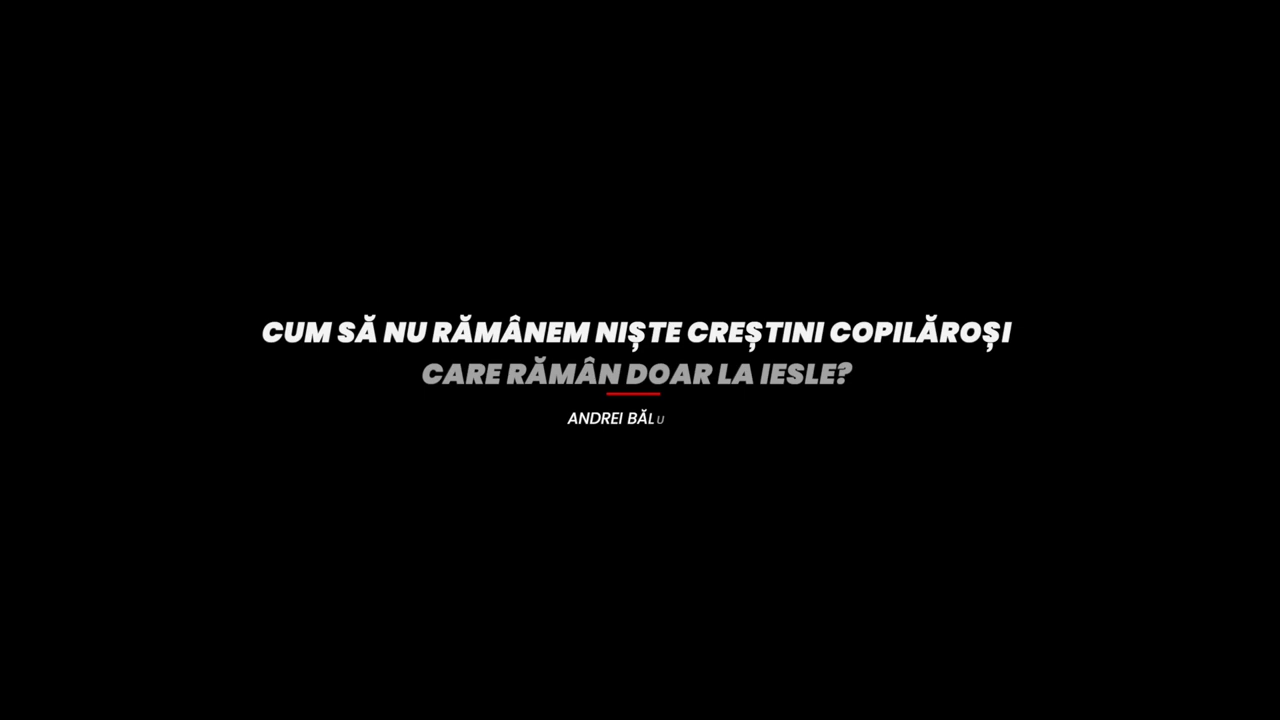 CUM SĂ NU RĂMÂNEM NIȘTE CREȘTINI COPILĂROȘI
CARE RĂMÂN DOAR LA IESLE?
ANDREI BĂLU